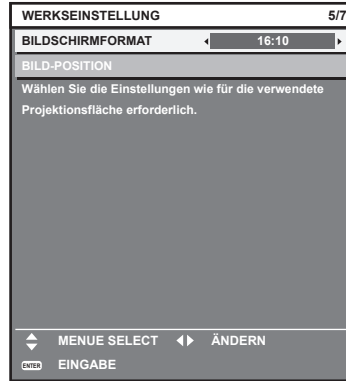 WERKSEINSTELLUNG 5/7
BILDSCHIRMFORMAT 16:10
BILD-POSITION
Wählen Sie die Einstellungen wie für die verwendete
Projektionsfläche erforderlich.
MENUE SELECT ÄNDERN
ENTER EINGABE